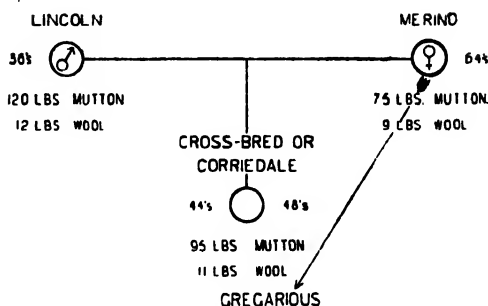 LINCOLN
MERINO
36's
64's
120 LBS MUTTON
12 LBS WOOL
75 LBS. MUTTON
9 LBS WOOL
CROSS-BRED OR
CORRIEDALE
44's
48's
95 LBS MUTTON
11 LBS WOOL
GREGARIOUS